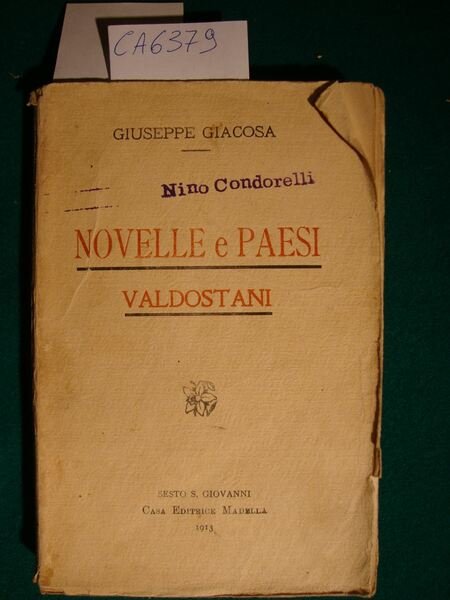 CA6379
GIUSEPPE GIACOSA
Nino Condorelli
NOVELLE e PAESI
VALDOSTANI
SESTO S. GIOVANNI
CASA EDITRICE MADELLA
1913